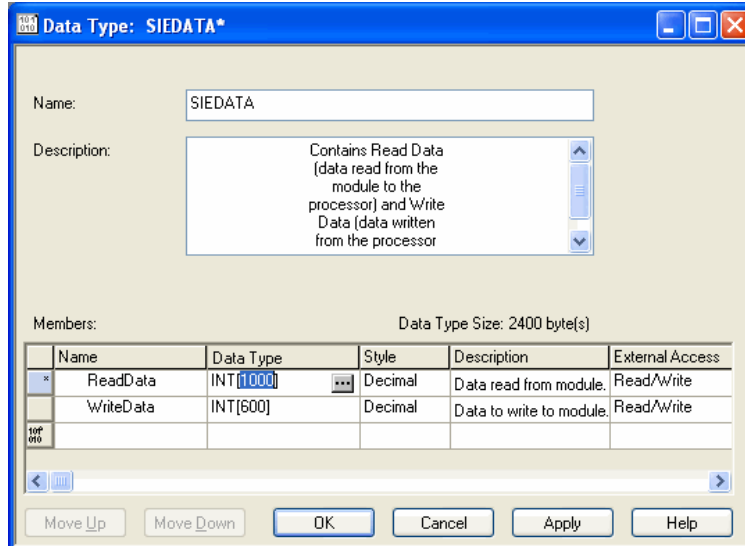 Data Type: SIEDATA*
Name: SIEDATA
Description: Contains Read Data
(data read from the
module to the
processor) and Write
Data (data written
from the processor
Members: Data Type Size: 2400 byte(s)
Name Data Type Style Description External Access
* ReadData INT[1000] ... Decimal Data read from module. Read/Write
WriteData INT[600] Decimal Data to write to module. Read/Write
Move Up Move Down OK Cancel Apply Help